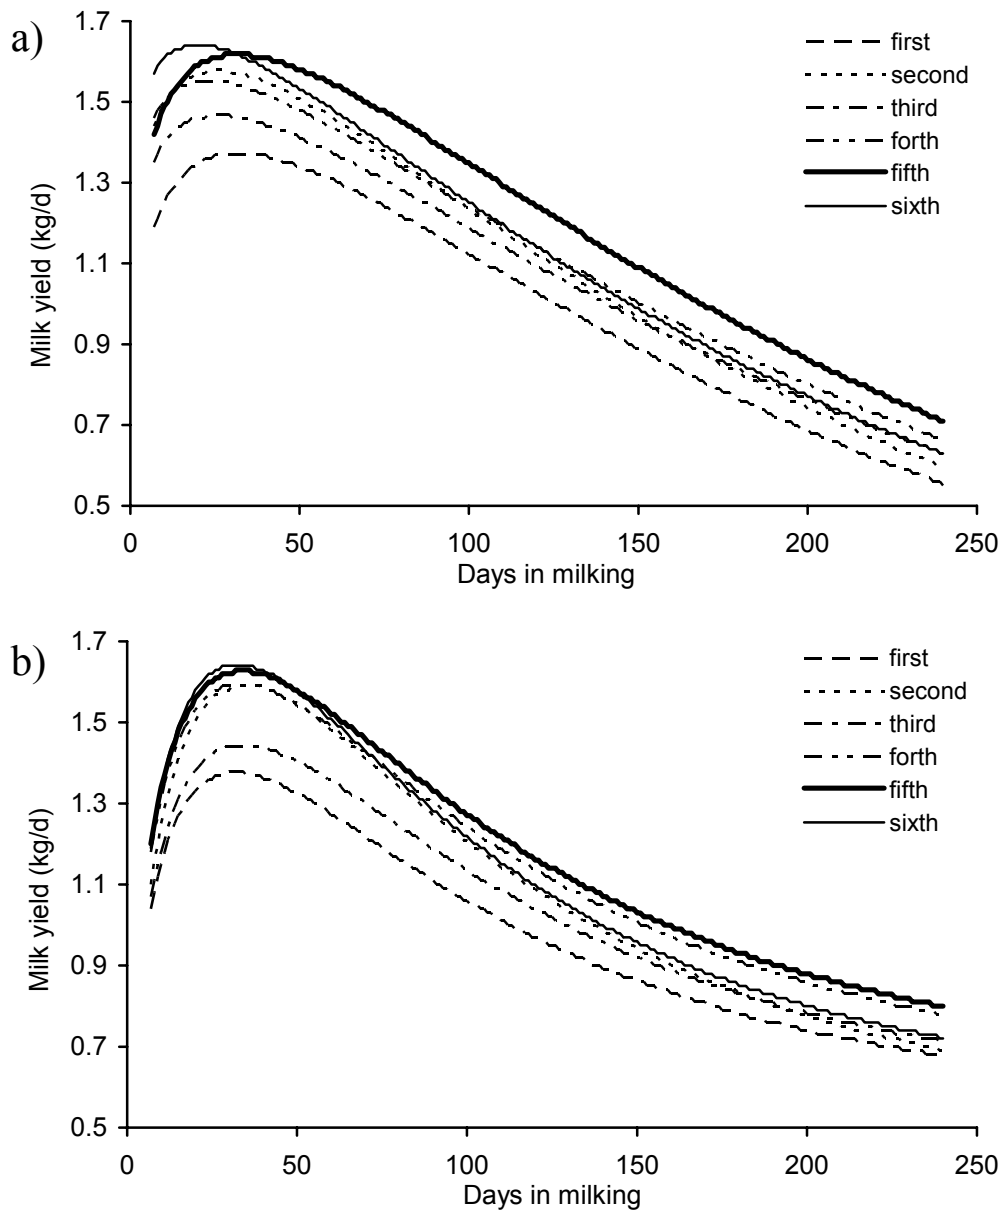 a)
1.7
1.5
1.3
1.1
0.9
0.7
0.5
Milk yield (kg/d)
first
second
third
forth
fifth
sixth
0 50 100 150 200 250
Days in milking
b)
1.7
1.5
1.3
1.1
0.9
0.7
0.5
Milk yield (kg/d)
first
second
third
forth
fifth
sixth
0 50 100 150 200 250
Days in milking